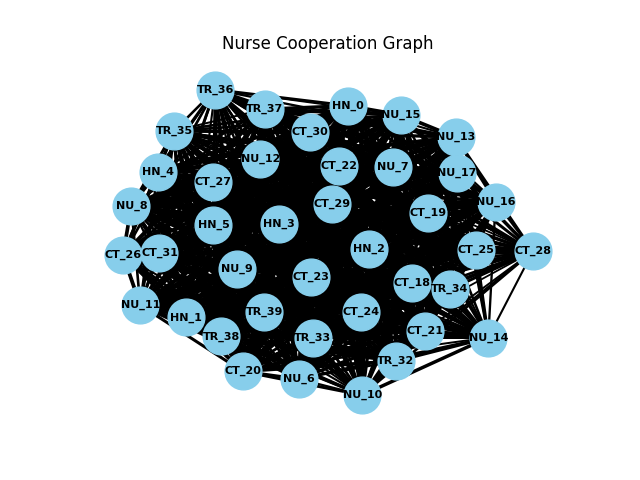 Nurse Cooperation Graph
TR_36
TR_37
HN_0
NU_15
TR_35
CT_30
NU_13
NU_12
CT_22
NU_7
HN_4
NU_17
CT_27
NU_8
CT_29
NU_16
CT_19
HN_5
HN_3
CT_26
CT_31
HN_2
CT_25
CT_28
NU_9
CT_23
CT_18
TR_34
NU_11
HN_1
TR_39
CT_24
TR_38
TR_33
CT_21
NU_14
CT_20
NU_6
TR_32
NU_10